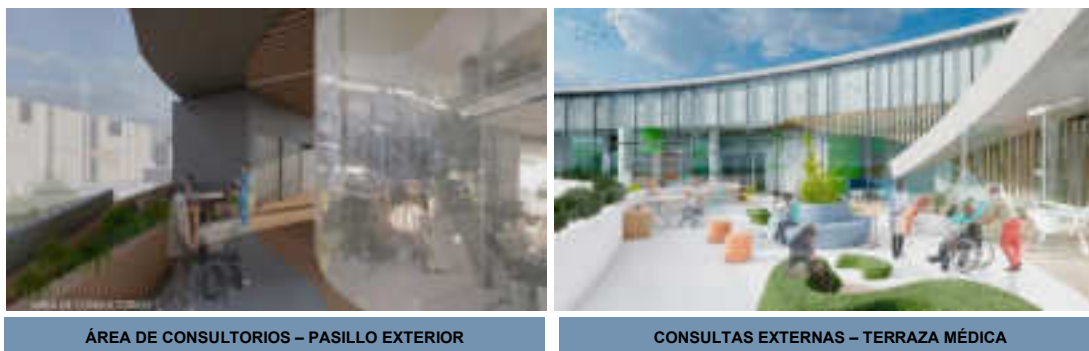 ÁREA DE CONSULTORIOS – PASILLO EXTERIOR
CONSULTAS EXTERNAS – TERRAZA MÉDICA